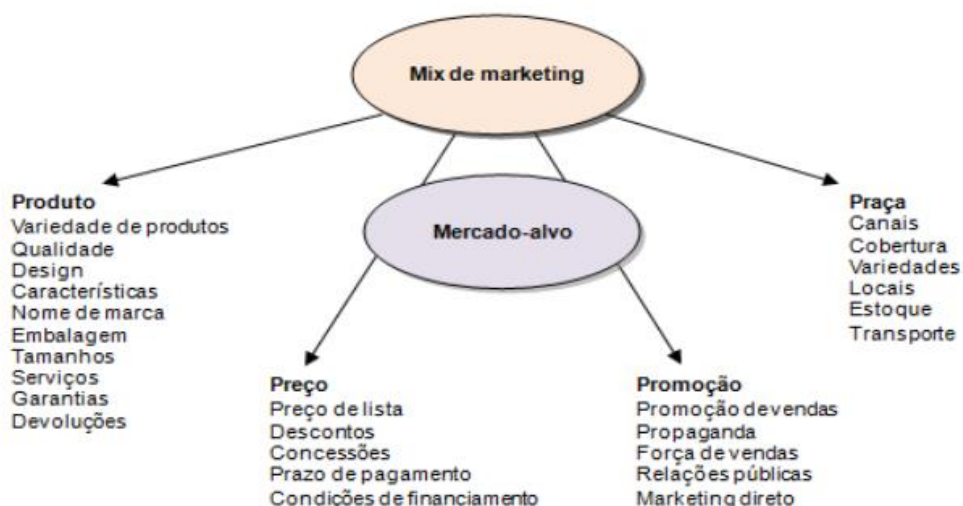 Mix de marketing
Mercado-alvo
Produto
Variedade de produtos
Qualidade
Design
Características
Nome de marca
Embalagem
Tamanhos
Serviços
Garantias
Devoluções
Preço
Preço de lista
Descontos
Concessões
Prazo de pagamento
Condições de financiamento
Promoção
Promoção de vendas
Propaganda
Força de vendas
Relações públicas
Marketing direto
Praça
Canais
Cobertura
Variedades
Locais
Estoque
Transporte